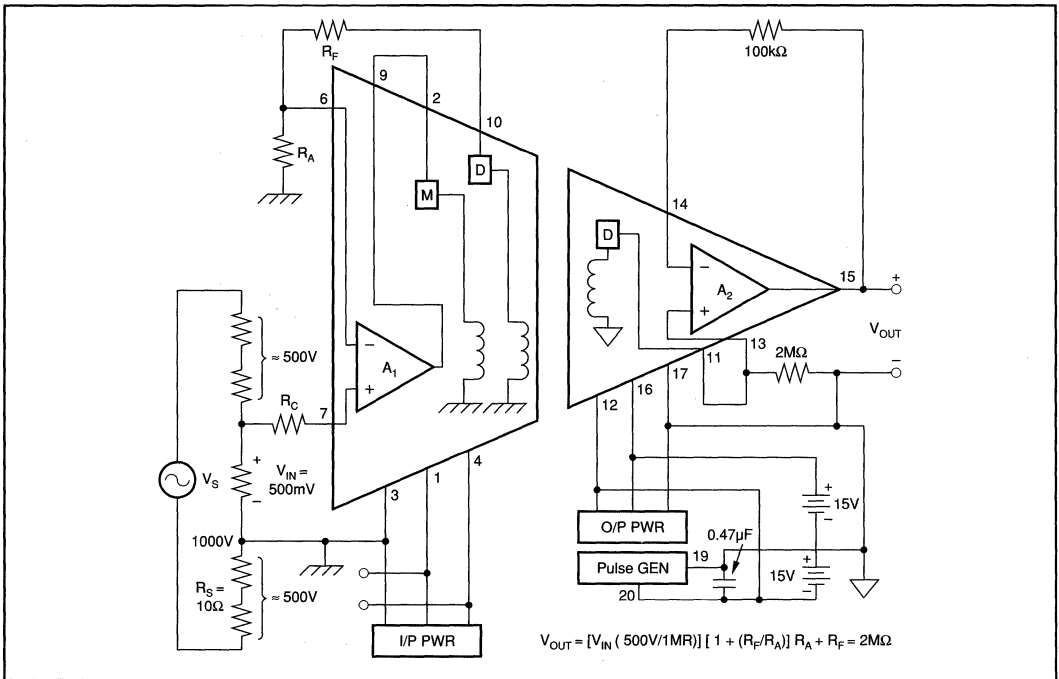 R_F
100kΩ
9
6
2
10
R_A
D
M
14
D
15
+
−
A_2
+
V_OUT
−
13
11
2MΩ
17
16
12
≈ 500V
−
A_1
+
R_C
7
4
1
3
V_S
+
V_IN =
500mV
−
1000V
R_S =
10Ω
≈ 500V
I/P PWR
+
15V
−
O/P PWR
0.47µF
19
Pulse GEN
20
+
15V
−
V_OUT = [V_IN ( 500V/1MR)] [ 1 + (R_F/R_A)] R_A + R_F = 2MΩ